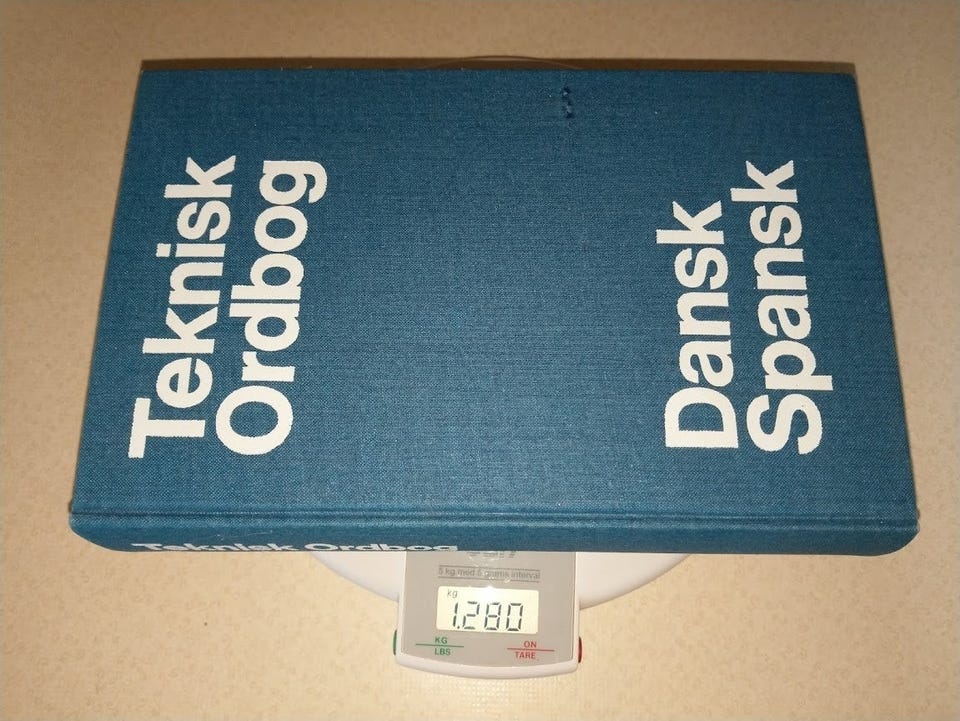 Teknisk
Ordbog
Dansk
Spansk
Teknisk Ordbog
5 kg med 5 grams interval
kg
1.280
KG
LBS
ON
TARE